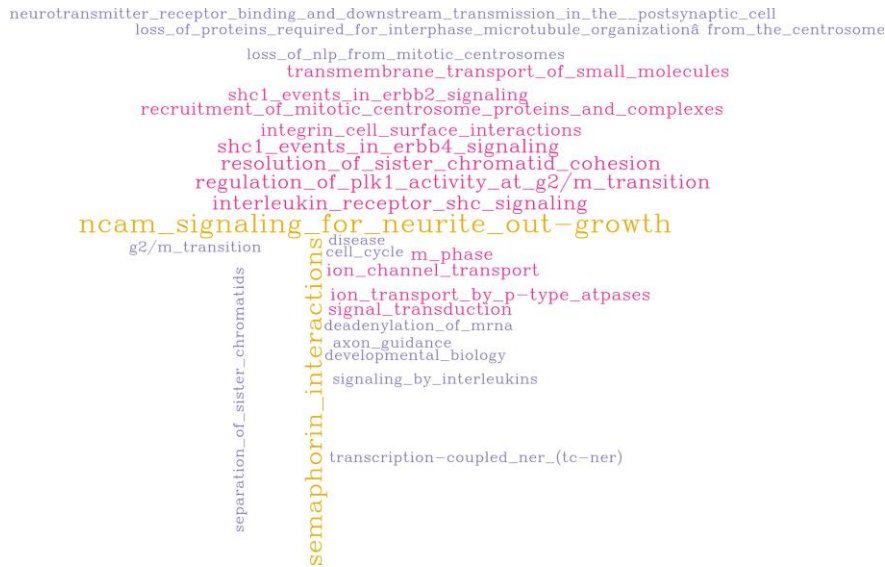 neurotransmitter_receptor_binding_and_downstream_transmission_in_the__postsynaptic_cell
loss_of_proteins_required_for_interphase_microtubule_organizationâ from_the_centrosome
loss_of_nlp_from_mitotic_centrosomes
transmembrane_transport_of_small_molecules
shc1_events_in_erbb2_signaling
recruitment_of_mitotic_centrosome_proteins_and_complexes
integrin_cell_surface_interactions
shc1_events_in_erbb4_signaling
resolution_of_sister_chromatid_cohesion
regulation_of_plk1_activity_at_g2/m_transition
interleukin_receptor_shc_signaling
ncam_signaling_for_neurite_out-growth
g2/m_transition
disease
cell_cycle
m_phase
ion_channel_transport
ion_transport_by_p-type_atpases
signal_transduction
deadenylation_of_mrna
axon_guidance
developmental_biology
signaling_by_interleukins
transcription-coupled_ner_(tc-ner)
separation_of_sister_chromatids
semaphorin_interactions